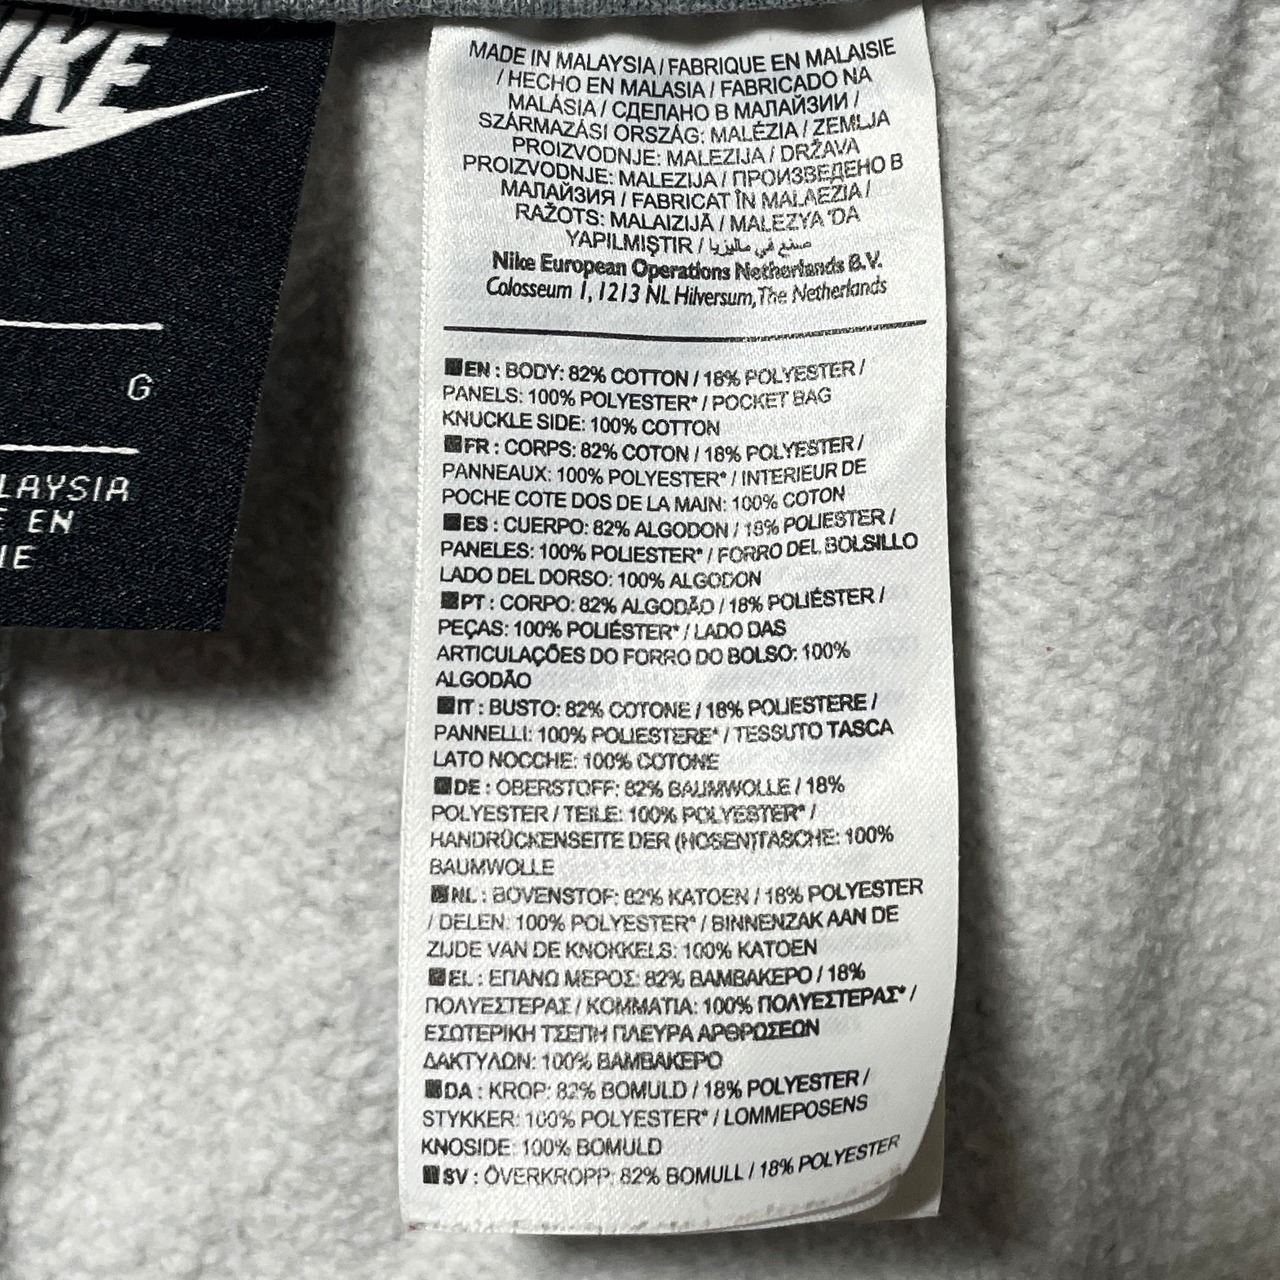 IKE
G
LAYSIA
E EN
IE
MADE IN MALAYSIA / FABRIQUE EN MALAISIE
/ HECHO EN MALASIA / FABRICADO NA
MALÁSIA / СДЕЛАНО В МАЛАЙЗИИ /
SZÁRMAZÁSI ORSZÁG: MALÉZIA / ZEMLJA
PROIZVODNJE: MALEZIJA / DRŽAVA
PROIZVODNJE: MALEZIJA / ПРОИЗВЕДЕНО В
МАЛАЙЗИЯ / FABRICAT ÎN MALAEZIA /
RAŽOTS: MALAIZIJĀ / MALEZYA'DA
YAPILMIŞTIR / صنع في ماليزيا
Nike European Operations Netherlands B.V.
Colosseum 1, 1213 NL Hilversum, The Netherlands
EN : BODY: 82% COTTON / 18% POLYESTER /
PANELS: 100% POLYESTER* / POCKET BAG
KNUCKLE SIDE: 100% COTTON
FR : CORPS: 82% COTON / 18% POLYESTER /
PANNEAUX: 100% POLYESTER* / INTERIEUR DE
POCHE COTE DOS DE LA MAIN: 100% COTON
ES : CUERPO: 82% ALGODON / 18% POLIESTER /
PANELES: 100% POLIESTER* / FORRO DEL BOLSILLO
LADO DEL DORSO: 100% ALGODON
PT : CORPO: 82% ALGODÃO / 18% POLIÉSTER /
PEÇAS: 100% POLIÉSTER* / LADO DAS
ARTICULAÇÕES DO FORRO DO BOLSO: 100%
ALGODÃO
IT : BUSTO: 82% COTONE / 18% POLIESTERE /
PANNELLI: 100% POLIESTERE* / TESSUTO TASCA
LATO NOCCHE: 100% COTONE
DE : OBERSTOFF: 82% BAUMWOLLE / 18%
POLYESTER / TEILE: 100% POLYESTER* /
HANDRÜCKENSEITE DER (HOSEN)TASCHE: 100%
BAUMWOLLE
NL : BOVENSTOF: 82% KATOEN / 18% POLYESTER
/ DELEN: 100% POLYESTER* / BINNENZAK AAN DE
ZIJDE VAN DE KNOKKELS: 100% KATOEN
EL : ΕΠΑΝΩ ΜΕΡΟΣ: 82% ΒΑΜΒΑΚΕΡΟ / 18%
ΠΟΛΥΕΣΤΕΡΑΣ / ΚΟΜΜΑΤΙΑ: 100% ΠΟΛΥΕΣΤΕΡΑΣ* /
ΕΣΩΤΕΡΙΚΗ ΤΣΕΠΗ ΠΛΕΥΡΑ ΑΡΘΡΩΣΕΩΝ
ΔΑΚΤΥΛΩΝ: 100% ΒΑΜΒΑΚΕΡΟ
DA : KROP: 82% BOMULD / 18% POLYESTER /
STYKKER: 100% POLYESTER* / LOMMEPOSENS
KNOSIDE: 100% BOMULD
SV : ÖVERKROPP: 82% BOMULL / 18% POLYESTER